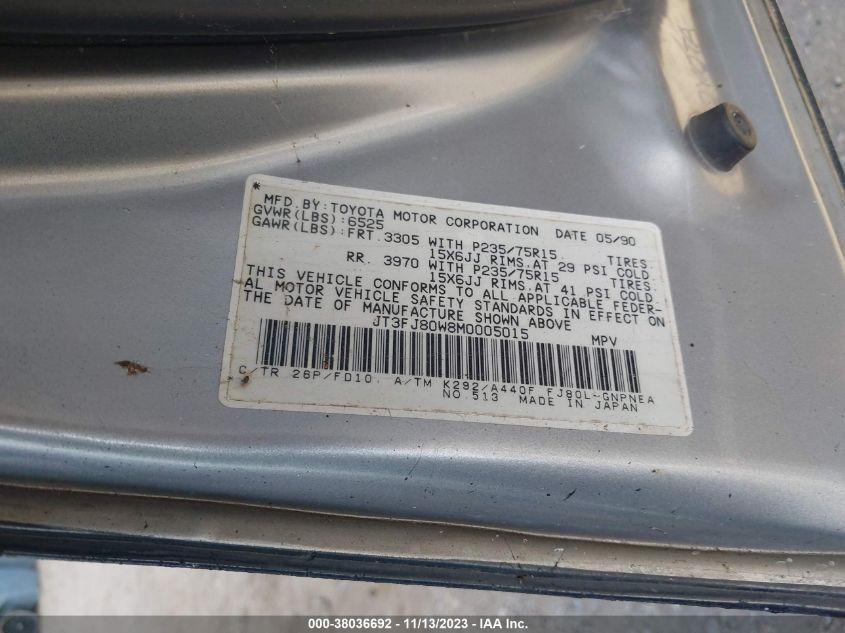 MFD.BY:TOYOTA MOTOR CORPORATION DATE 05/90
GVWR(LBS):6525
GAWR(LBS):FRT.3305 WITH P235/75R15. TIRES.
15X6JJ RIMS.AT 29 PSI COLD.
RR. 3970 WITH P235/75R15 TIRES.
15X6JJ RIMS.AT 41 PSI COLD.
THIS VEHICLE CONFORMS TO ALL APPLICABLE FEDER-
AL MOTOR VEHICLE SAFETY STANDARDS IN EFFECT ON
THE DATE OF MANUFACTURE SHOWN ABOVE
JT3FJ80W8M0005015 MPV
C/TR 26P/FD10. A/TM K292/A440F FJ80L-GNPNEA
NO.513 MADE IN JAPAN
000-38036692 - 11/13/2023 - IAA Inc.